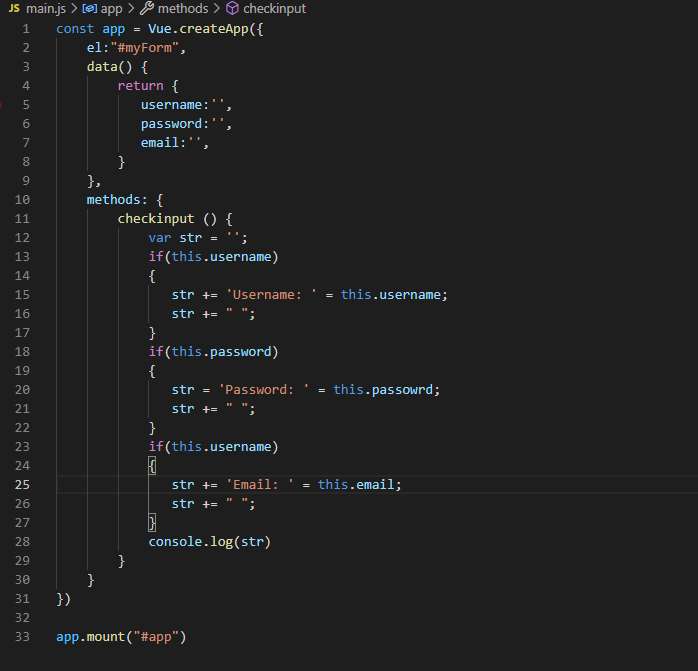 JS main.js > app > methods > checkinput
1 const app = Vue.createApp({
2 el:"#myForm",
3 data() {
4 return {
5 username:'',
6 password:'',
7 email:'',
8 }
9 },
10 methods: {
11 checkinput () {
12 var str = '';
13 if(this.username)
14 {
15 str += 'Username: ' = this.username;
16 str += " ";
17 }
18 if(this.password)
19 {
20 str = 'Password: ' = this.passowrd;
21 str += " ";
22 }
23 if(this.username)
24 {
25 str += 'Email: ' = this.email;
26 str += " ";
27 }
28 console.log(str)
29 }
30 }
31 })
32
33 app.mount("#app")